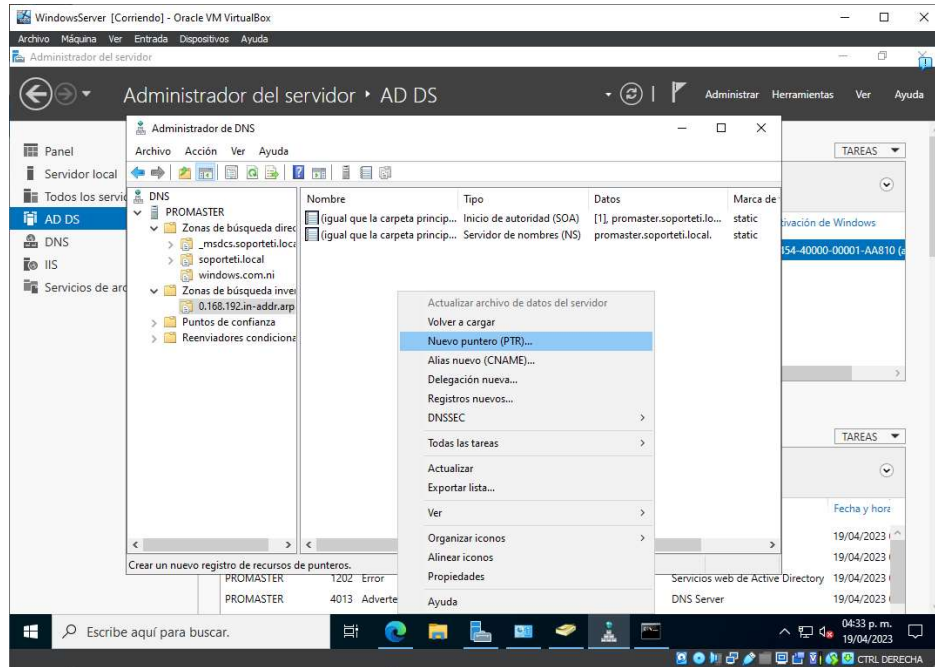 WindowsServer [Corriendo] - Oracle VM VirtualBox
Archivo Máquina Ver Entrada Dispositivos Ayuda
Administrador del servidor
Administrador del servidor AD DS
Administrar Herramientas Ver Ayuda
Panel
Servidor local
Todos los servi
AD DS
DNS
IIS
Servicios de arc
Administrador de DNS
Archivo Acción Ver Ayuda
DNS
PROMASTER
Zonas de búsqueda direc
_msdcs.soporteti.loca
soporteti.local
windows.com.ni
Zonas de búsqueda inver
0.168.192.in-addr.arp
Puntos de confianza
Reenviadores condiciona
Nombre Tipo Datos Marca de
(igual que la carpeta princip... Inicio de autoridad (SOA) [1], promaster.soporteti.lo... static
(igual que la carpeta princip... Servidor de nombres (NS) promaster.soporteti.local. static
Actualizar archivo de datos del servidor
Volver a cargar
Nuevo puntero (PTR)...
Alias nuevo (CNAME)...
Delegación nueva...
Registros nuevos...
DNSSEC
Todas las tareas
Actualizar
Exportar lista...
Ver
Organizar iconos
Alinear iconos
Propiedades
Ayuda
Crear un nuevo registro de recursos de punteros.
TAREAS
tivación de Windows
454-40000-00001-AA810 (a
TAREAS
Fecha y hora
19/04/2023
19/04/2023
PROMASTER 1202 Error Servicios web de Active Directory 19/04/2023
PROMASTER 4013 Adverte DNS Server 19/04/2023
Escribe aquí para buscar.
04:33 p. m.
19/04/2023
CTRL DERECHA